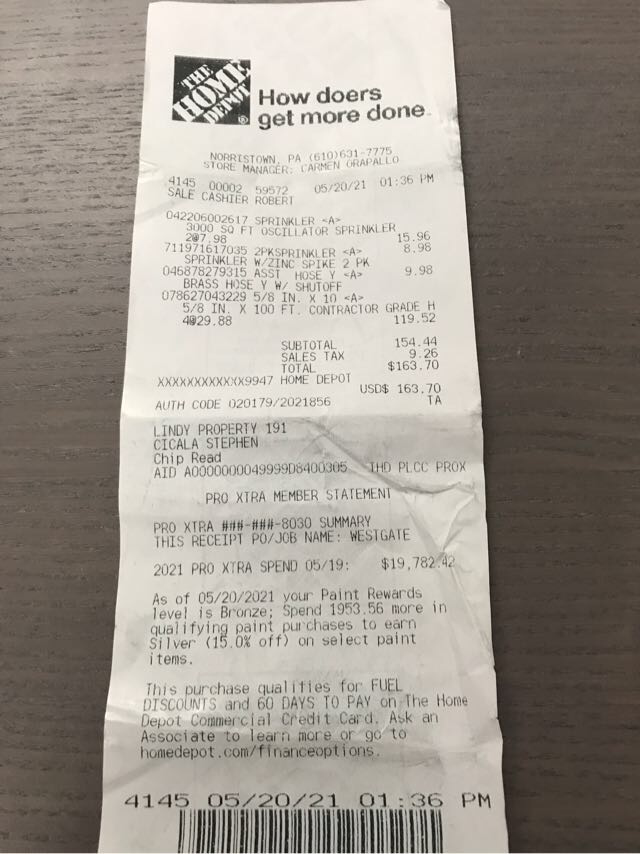 THE
HOME
DEPOT
®
How doers
get more done.
NORRISTOWN, PA (610)631-7775
STORE MANAGER: CARMEN ORAPALLO
4145 00002 59572 05/20/21 01:36 PM
SALE CASHIER ROBERT
042206002617 SPRINKLER <A>
3000 SQ FT OSCILLATOR SPRINKLER
2@7.98 15.96
711971617035 2PKSPRINKLER <A> 8.98
SPRINKLER W/ZINC SPIKE 2 PK
046878279315 ASST HOSE Y <A> 9.98
BRASS HOSE Y W/ SHUTOFF
078627043229 5/8 IN. X 10 <A>
5/8 IN. X 100 FT. CONTRACTOR GRADE H
4@29.88 119.52
SUBTOTAL 154.44
SALES TAX 9.26
TOTAL $163.70
XXXXXXXXXXXX9947 HOME DEPOT
USD$ 163.70
AUTH CODE 020179/2021856 TA
LINDY PROPERTY 191
CICALA STEPHEN
Chip Read
AID A0000000049999D8400305 THD PLCC PROX
PRO XTRA MEMBER STATEMENT
PRO XTRA ###-###-8030 SUMMARY
THIS RECEIPT PO/JOB NAME: WESTGATE
2021 PRO XTRA SPEND 05/19: $19,782.42
As of 05/20/2021 your Paint Rewards
level is Bronze; Spend 1953.56 more in
qualifying paint purchases to earn
Silver (15.0% off) on select paint
items.
This purchase qualifies for FUEL
DISCOUNTS and 60 DAYS TO PAY on The Home
Depot Commercial Credit Card. Ask an
Associate to learn more or go to
homedepot.com/financeoptions.
4145 05/20/21 01:36 PM